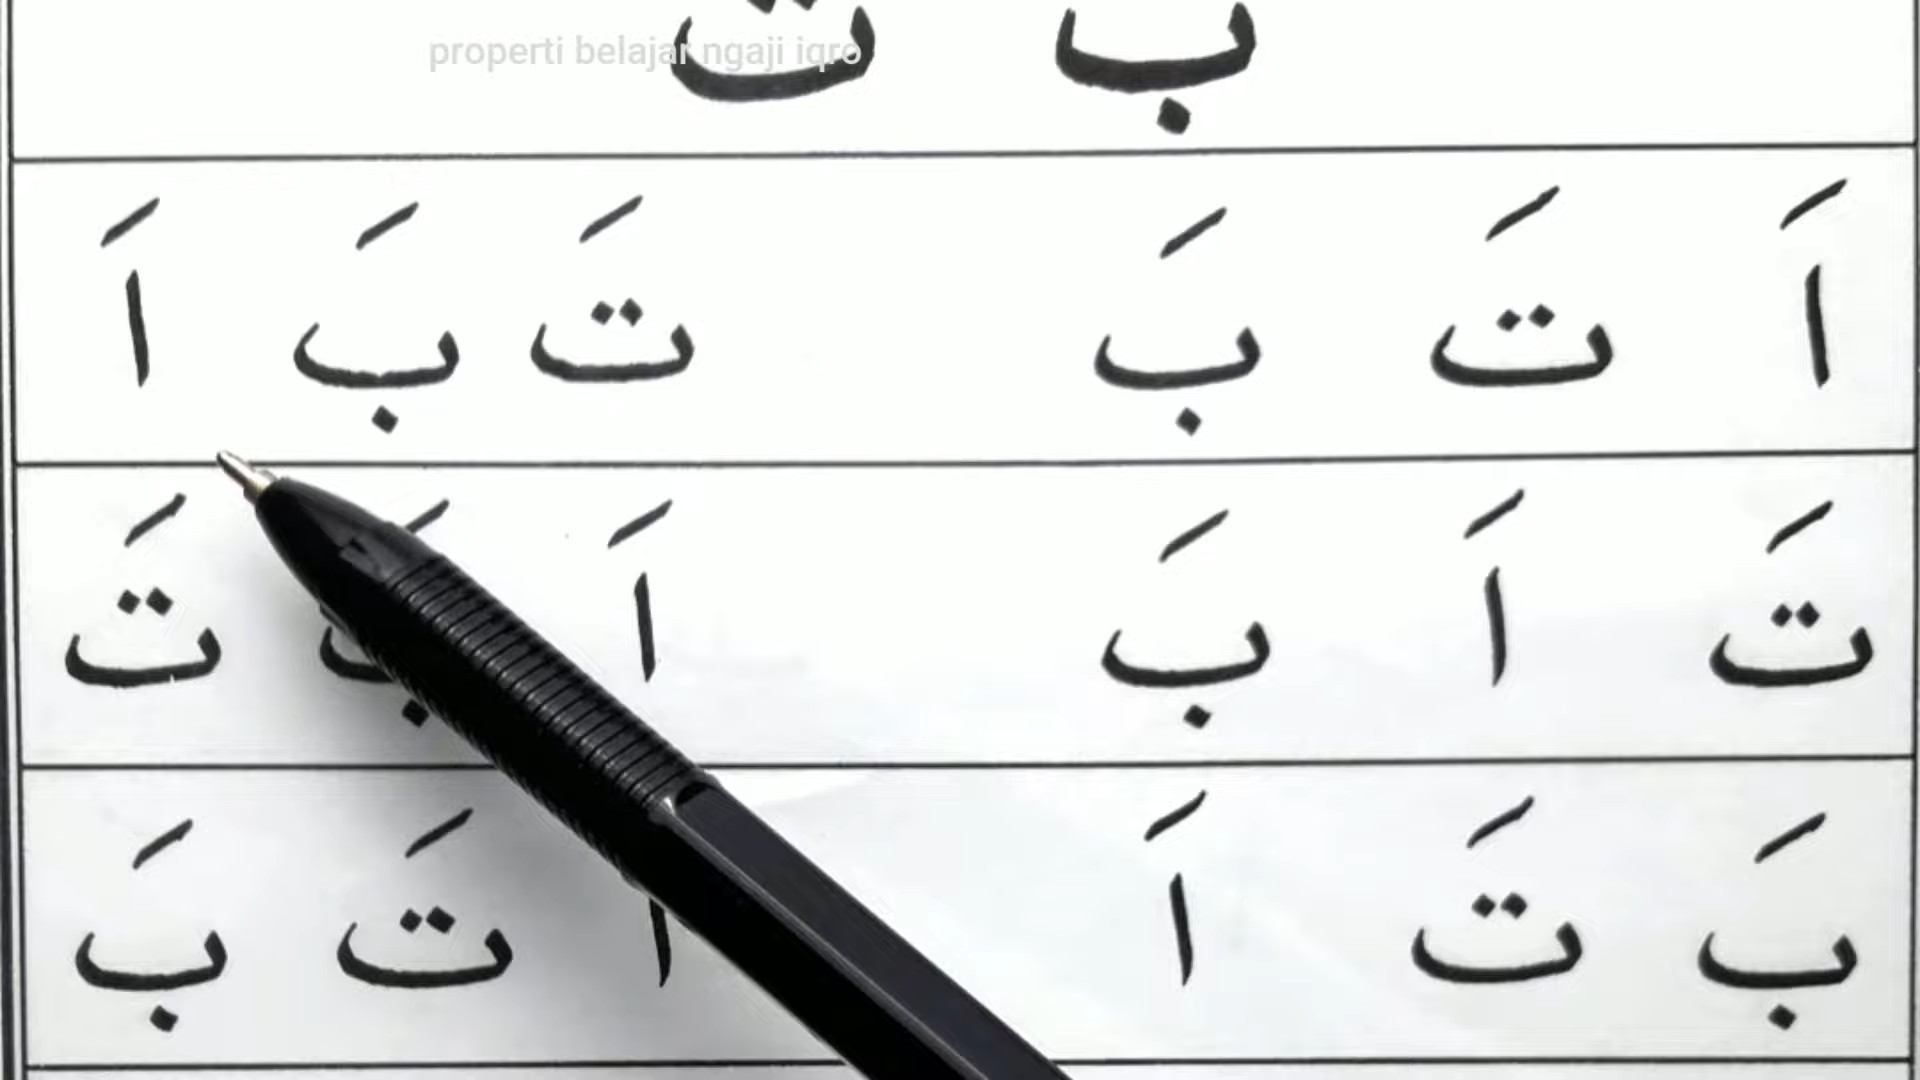 ب ت
properti belajar ngaji iqro
اَ تَ بَ تَ بَ اَ
تَ اَ بَ اَ بَ تَ
بَ تَ اَ اَ تَ بَ